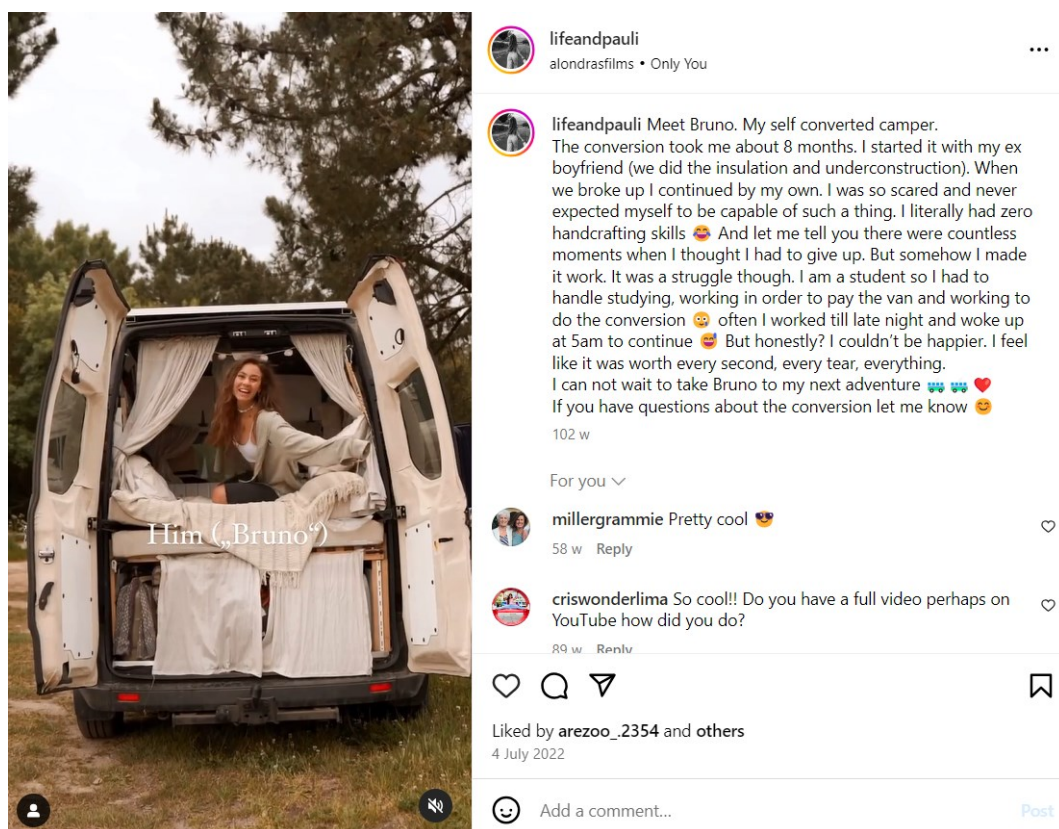 Him („Bruno“)
lifeandpauli
alondrasfilms • Only You
lifeandpauli Meet Bruno. My self converted camper.
The conversion took me about 8 months. I started it with my ex
boyfriend (we did the insulation and underconstruction). When
we broke up I continued by my own. I was so scared and never
expected myself to be capable of such a thing. I literally had zero
handcrafting skills 😂 And let me tell you there were countless
moments when I thought I had to give up. But somehow I made
it work. It was a struggle though. I am a student so I had to
handle studying, working in order to pay the van and working to
do the conversion 🤪 often I worked till late night and woke up
at 5am to continue 😅 But honestly? I couldn't be happier. I feel
like it was worth every second, every tear, everything.
I can not wait to take Bruno to my next adventure 🚌 🚌 ❤️
If you have questions about the conversion let me know 😊
102 w
For you
millergrammie Pretty cool 😎
58 w Reply
criswonderlima So cool!! Do you have a full video perhaps on
YouTube how did you do?
89 w Reply
Liked by arezoo_.2354 and others
4 July 2022
Add a comment...
Post